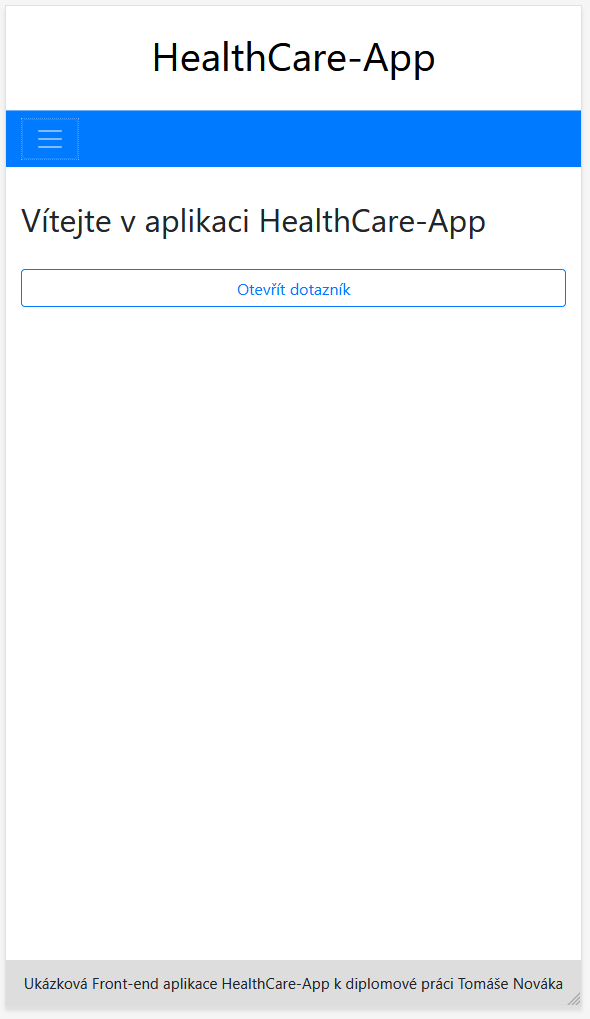 HealthCare-App
Vítejte v aplikaci HealthCare-App
Otevřít dotazník
Ukázková Front-end aplikace HealthCare-App k diplomové práci Tomáše Nováka